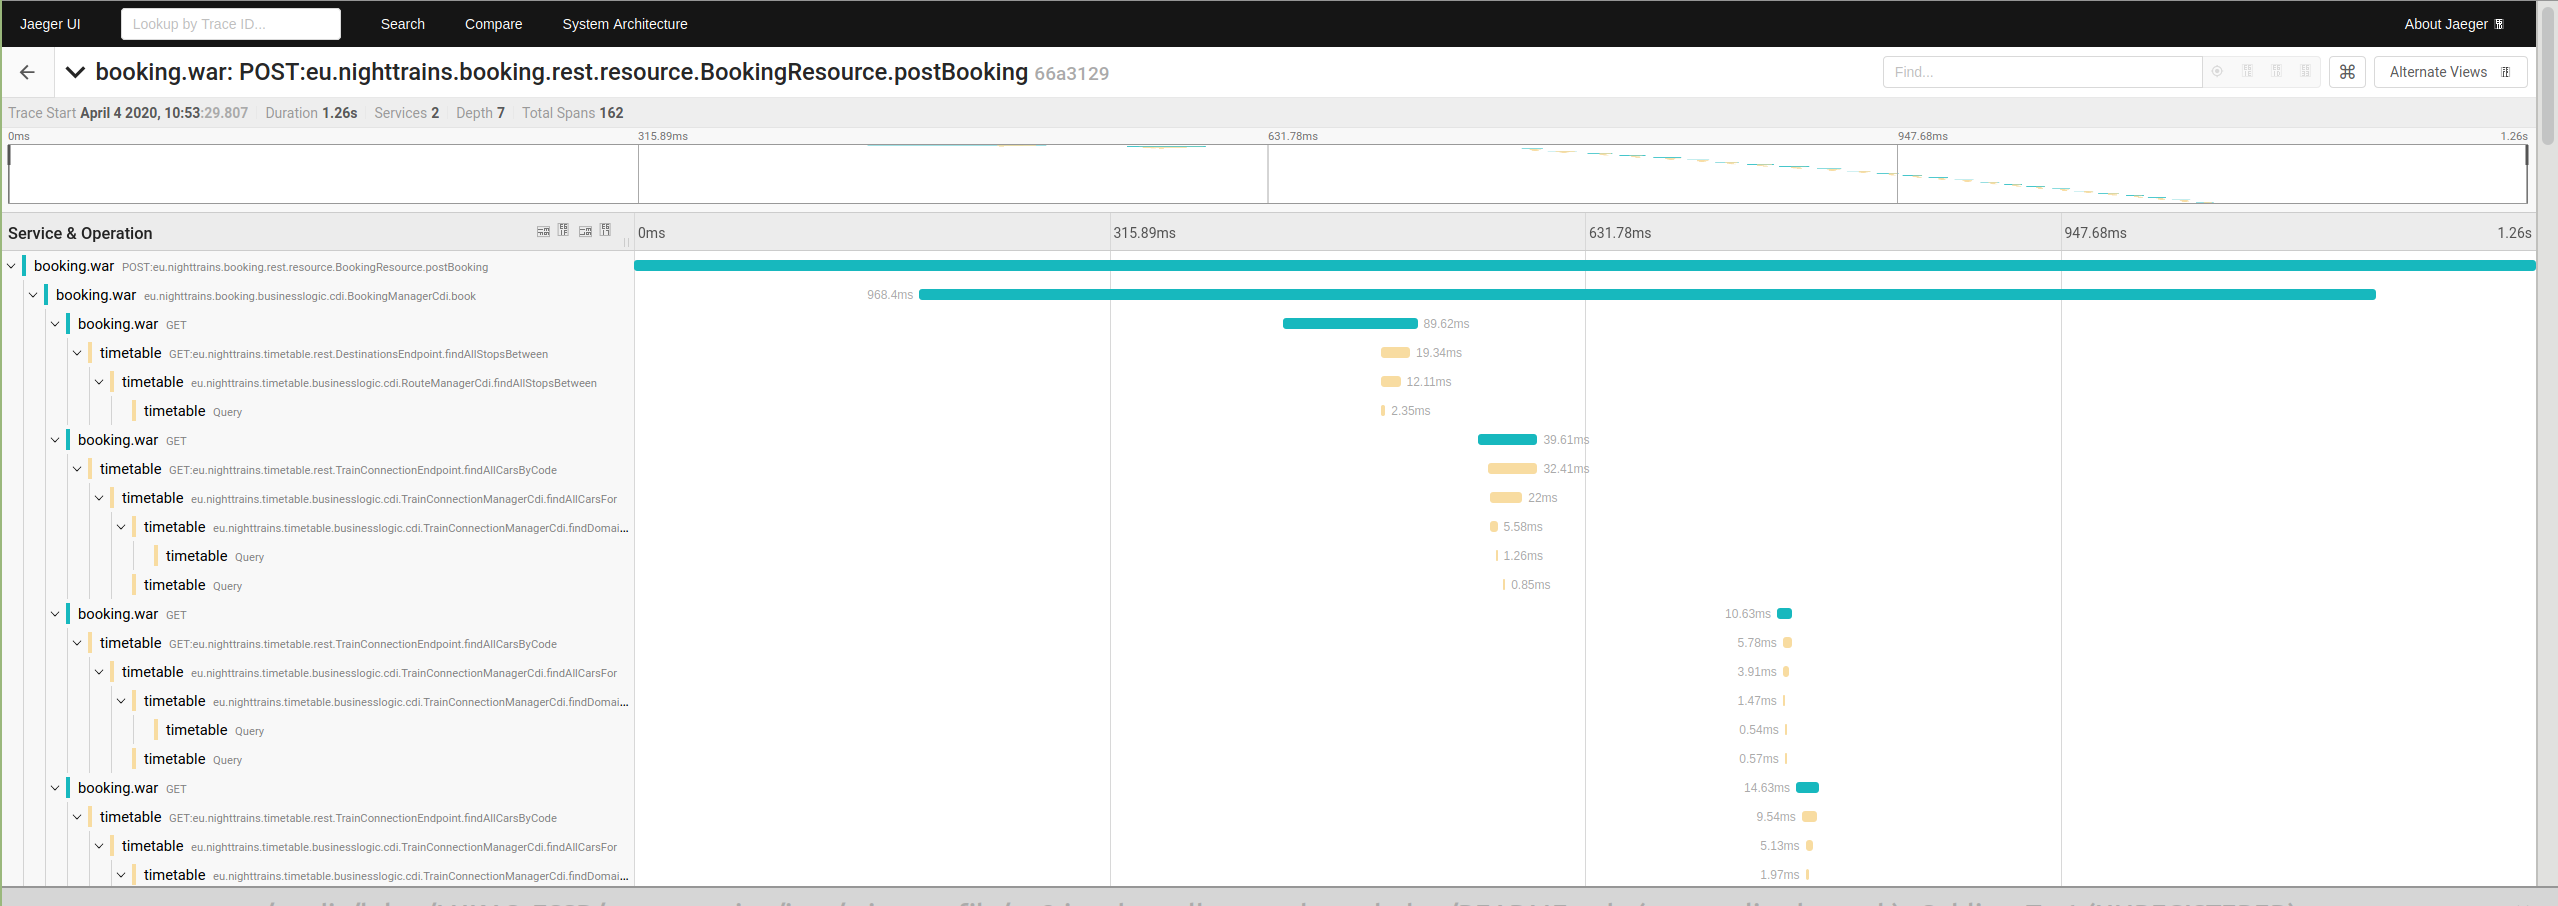 Jaeger UI Lookup by Trace ID... Search Compare System Architecture About Jaeger
booking.war: POST:eu.nighttrains.booking.rest.resource.BookingResource.postBooking 66a3129 Find... ⌘ Alternate Views
Trace Start April 4 2020, 10:53:29.807 Duration 1.26s Services 2 Depth 7 Total Spans 162
0ms 315.89ms 631.78ms 947.68ms 1.26s
Service & Operation 0ms 315.89ms 631.78ms 947.68ms 1.26s
booking.war POST:eu.nighttrains.booking.rest.resource.BookingResource.postBooking
booking.war eu.nighttrains.booking.businesslogic.cdi.BookingManagerCdi.book 968.4ms
booking.war GET 89.62ms
timetable GET:eu.nighttrains.timetable.rest.DestinationsEndpoint.findAllStopsBetween 19.34ms
timetable eu.nighttrains.timetable.businesslogic.cdi.RouteManagerCdi.findAllStopsBetween 12.11ms
timetable Query 2.35ms
booking.war GET 39.61ms
timetable GET:eu.nighttrains.timetable.rest.TrainConnectionEndpoint.findAllCarsByCode 32.41ms
timetable eu.nighttrains.timetable.businesslogic.cdi.TrainConnectionManagerCdi.findAllCarsFor 22ms
timetable eu.nighttrains.timetable.businesslogic.cdi.TrainConnectionManagerCdi.findDomai... 5.58ms
timetable Query 1.26ms
timetable Query 0.85ms
booking.war GET 10.63ms
timetable GET:eu.nighttrains.timetable.rest.TrainConnectionEndpoint.findAllCarsByCode 5.78ms
timetable eu.nighttrains.timetable.businesslogic.cdi.TrainConnectionManagerCdi.findAllCarsFor 3.91ms
timetable eu.nighttrains.timetable.businesslogic.cdi.TrainConnectionManagerCdi.findDomai... 1.47ms
timetable Query 0.54ms
timetable Query 0.57ms
booking.war GET 14.63ms
timetable GET:eu.nighttrains.timetable.rest.TrainConnectionEndpoint.findAllCarsByCode 9.54ms
timetable eu.nighttrains.timetable.businesslogic.cdi.TrainConnectionManagerCdi.findAllCarsFor 5.13ms
timetable eu.nighttrains.timetable.businesslogic.cdi.TrainConnectionManagerCdi.findDomai... 1.97ms